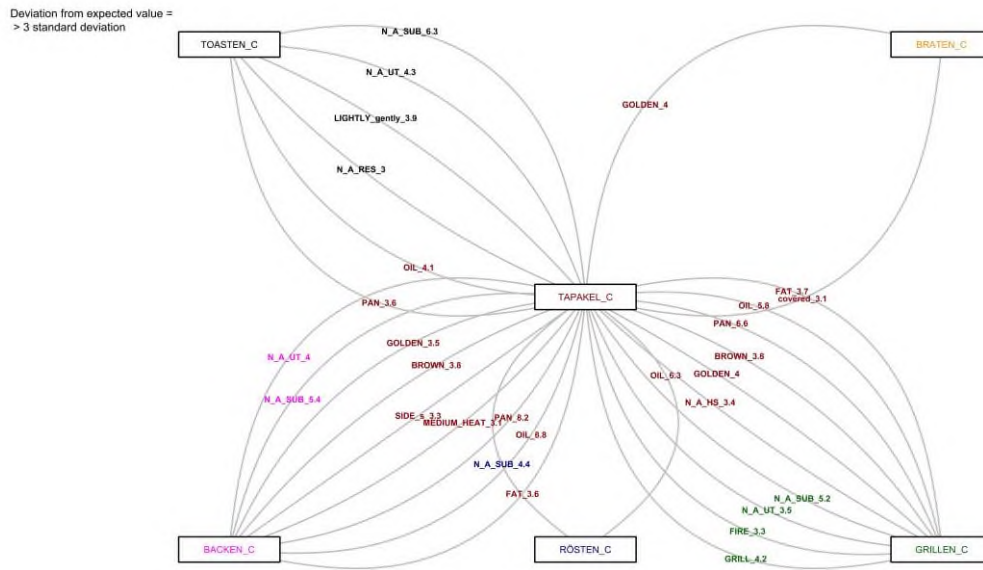 Deviation from expected value =
> 3 standard deviation
N_A_SUB_6.3
TOASTEN_C
BRATEN_C
N_A_UT_4.3
GOLDEN_4
LIGHTLY_gently_3.9
N_A_RES_3
OIL_4.1
TAPAKEL_C
FAT_3.7
covered_3.1
PAN_3.6
OIL_5.8
PAN_6.6
GOLDEN_3.5
N_A_UT_4
BROWN_3.8
BROWN_3.8
OIL_6.3
GOLDEN_4
N_A_SUB_5.4
N_A_HS_3.4
SIDE_s_3.3
PAN_6.2
MEDIUM_HEAT_3.1
OIL_6.8
N_A_SUB_4.4
FAT_3.6
N_A_SUB_5.2
N_A_UT_3.5
FIRE_3.3
BACKEN_C
RÖSTEN_C
GRILLEN_C
GRILL_4.2